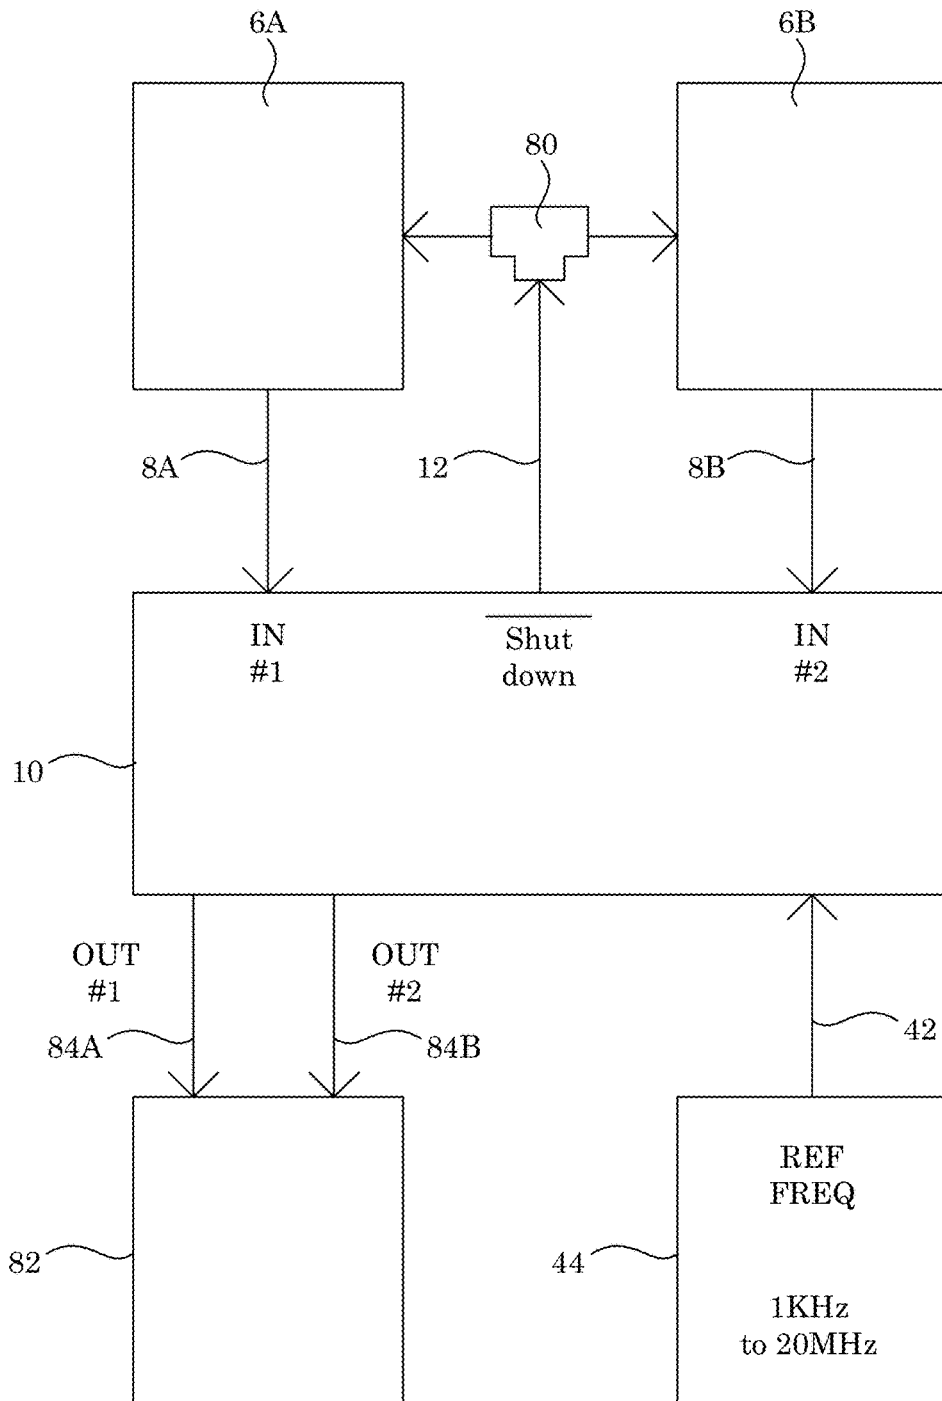 6A
6B
80
8A
12
8B
IN
#1
Shut
down
IN
#2
10
OUT
#1
OUT
#2
84A
84B
42
REF
FREQ
82
44
1KHz
to 20MHz